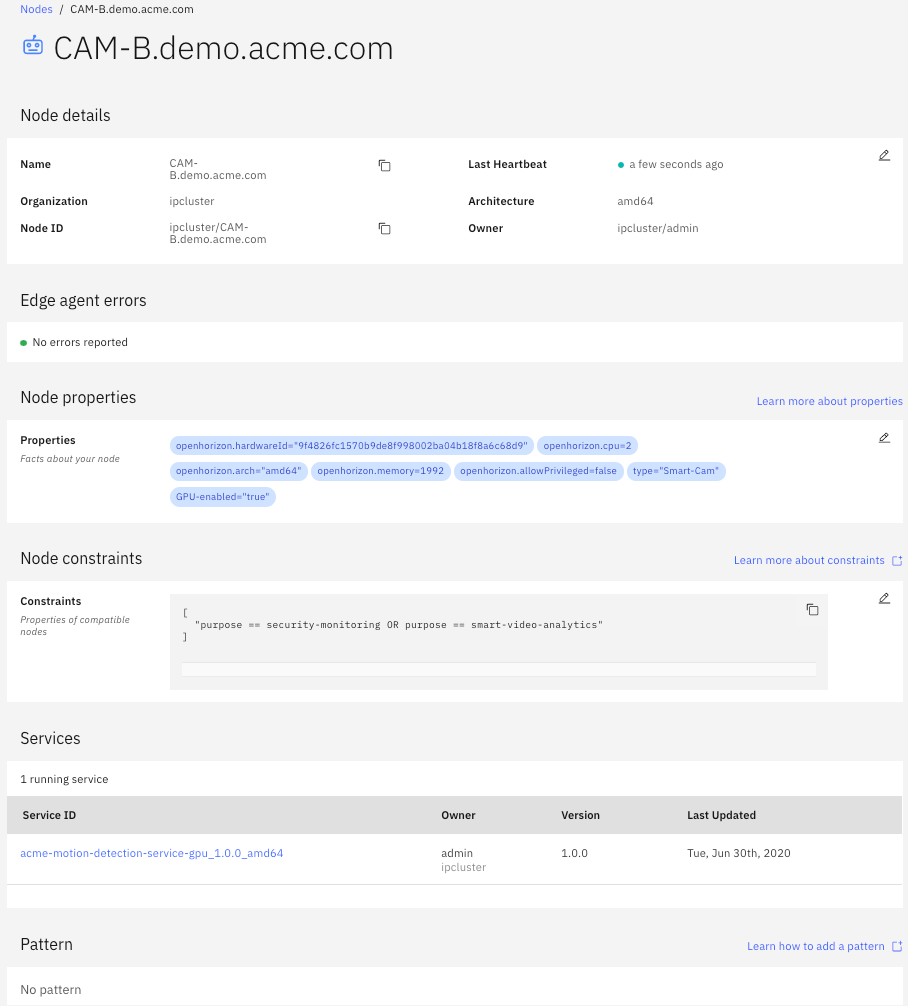 Nodes / CAM-B.demo.acme.com
CAM-B.demo.acme.com
Node details
Name CAM-
B.demo.acme.com
Last Heartbeat a few seconds ago
Organization ipcluster
Architecture amd64
Node ID ipcluster/CAM-
B.demo.acme.com
Owner ipcluster/admin
Edge agent errors
No errors reported
Node properties Learn more about properties
Properties
Facts about your node
openhorizon.hardwareId="9f4826fc1570b9de8f998002ba04b18f8a6c68d9" openhorizon.cpu=2
openhorizon.arch="amd64" openhorizon.memory=1992 openhorizon.allowPrivileged=false type="Smart-Cam"
GPU-enabled="true"
Node constraints Learn more about constraints
Constraints
Properties of compatible
nodes
[
"purpose == security-monitoring OR purpose == smart-video-analytics"
]
Services
1 running service
Service ID Owner Version Last Updated
acme-motion-detection-service-gpu_1.0.0_amd64 admin 1.0.0 Tue, Jun 30th, 2020
ipcluster
Pattern Learn how to add a pattern
No pattern